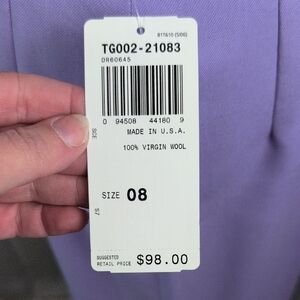 TG002-21083
DR60645
0 94508 44180 9
MADE IN U.S.A.
100% VIRGIN WOOL
SIZE 08
SUGGESTED
RETAIL PRICE $98.00